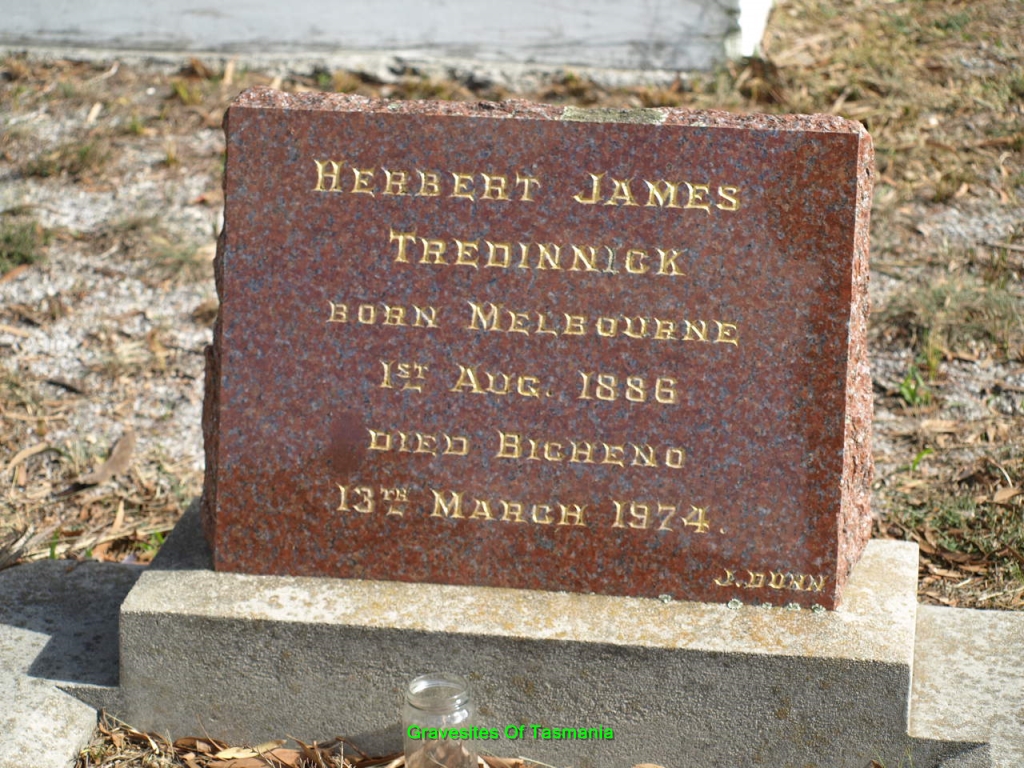 HERBERT JAMES
TREDINNICK
BORN MELBOURNE
1ST AUG. 1886
DIED BICHENO
13TH MARCH 1974.
J. DUNN
Gravesites Of Tasmania